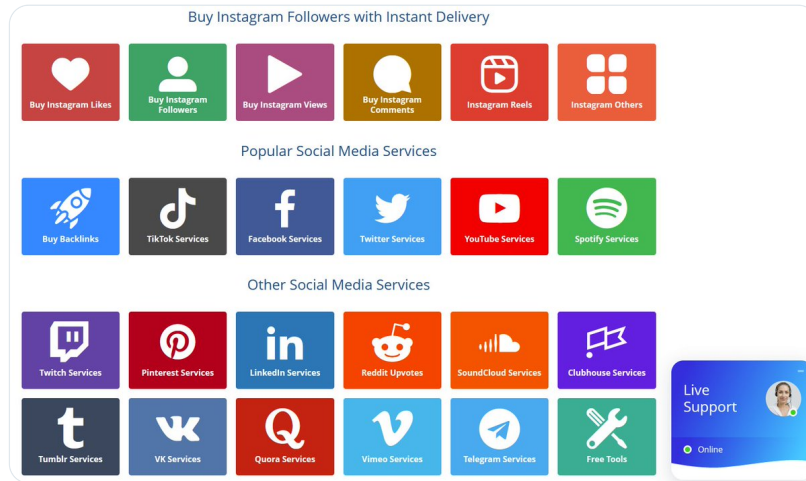 Buy Instagram Followers with Instant Delivery
Buy Instagram Likes
Buy Instagram
Followers
Buy Instagram Views
Buy Instagram
Comments
Instagram Reels
Instagram Others
Popular Social Media Services
Buy Backlinks
TikTok Services
Facebook Services
Twitter Services
YouTube Services
Spotify Services
Other Social Media Services
Twitch Services
Pinterest Services
in
LinkedIn Services
Reddit Upvotes
SoundCloud Services
Clubhouse Services
Tumblr Services
VK Services
Quora Services
Vimeo Services
Telegram Services
Free Tools
Live
Support
Online